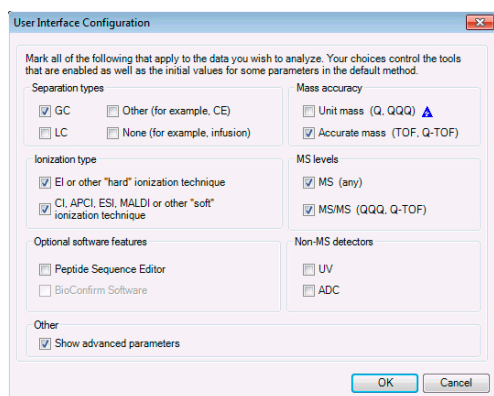 User Interface Configuration
Mark all of the following that apply to the data you wish to analyze. Your choices control the tools
that are enabled as well as the initial values for some parameters in the default method.
Separation types
GC
Other (for example, CE)
LC
None (for example, infusion)
Mass accuracy
Unit mass (Q, QQQ)
Accurate mass (TOF, Q-TOF)
Ionization type
EI or other "hard" ionization technique
CI, APCI, ESI, MALDI or other "soft"
ionization technique
MS levels
MS (any)
MS/MS (QQQ, Q-TOF)
Optional software features
Peptide Sequence Editor
BioConfirm Software
Non-MS detectors
UV
ADC
Other
Show advanced parameters
OK
Cancel